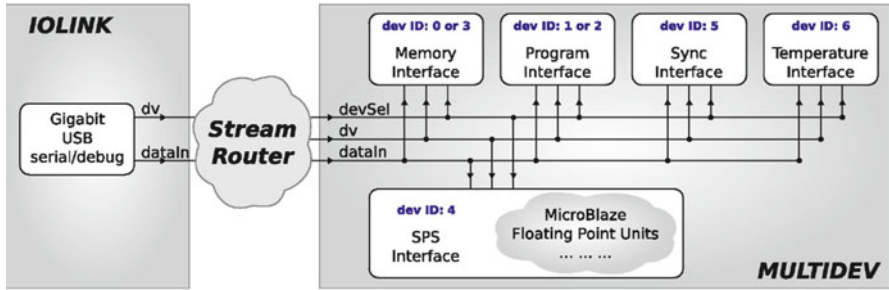 IOLINK
Gigabit
USB
serial/debug
dv
dataIn
Stream
Router
devSel
dv
dataIn
dev ID: 0 or 3
Memory
Interface
dev ID: 1 or 2
Program
Interface
dev ID: 5
Sync
Interface
dev ID: 6
Temperature
Interface
dev ID: 4
SPS
Interface
MicroBlaze
Floating Point Units
... ... ...
MULTIDEV